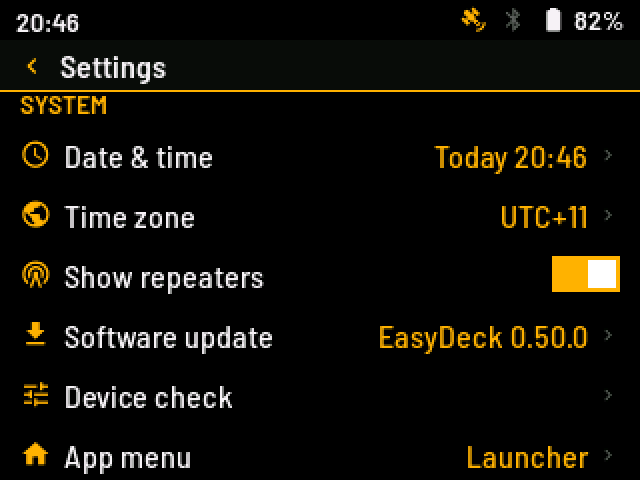 20:46 82%
Settings
SYSTEM
Date & time Today 20:46
Time zone UTC+11
Show repeaters
Software update EasyDeck 0.50.0
Device check
App menu Launcher